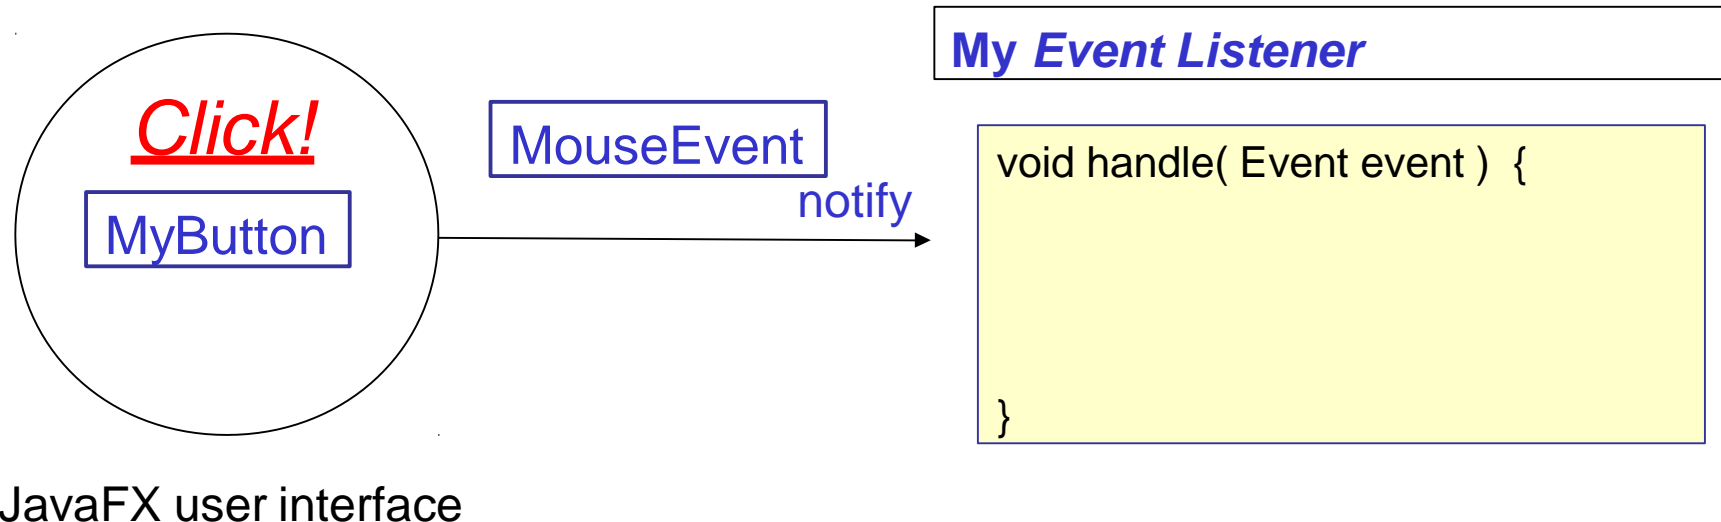 My Event Listener
Click!
MouseEvent
void handle( Event event ) {
notify
MyButton
}
JavaFX user interface